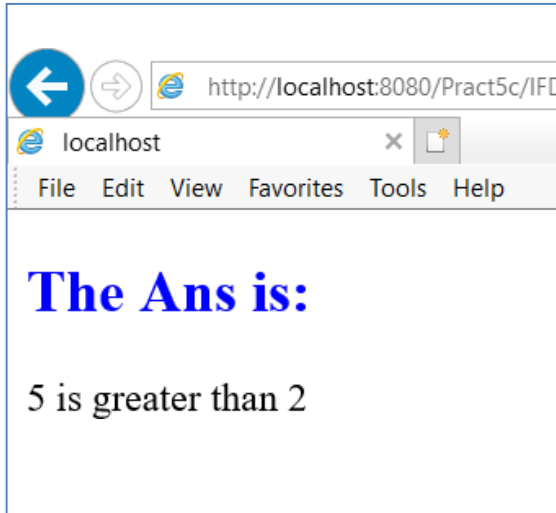 http://localhost:8080/Pract5c/IFD
localhost
File Edit View Favorites Tools Help
The Ans is:
5 is greater than 2